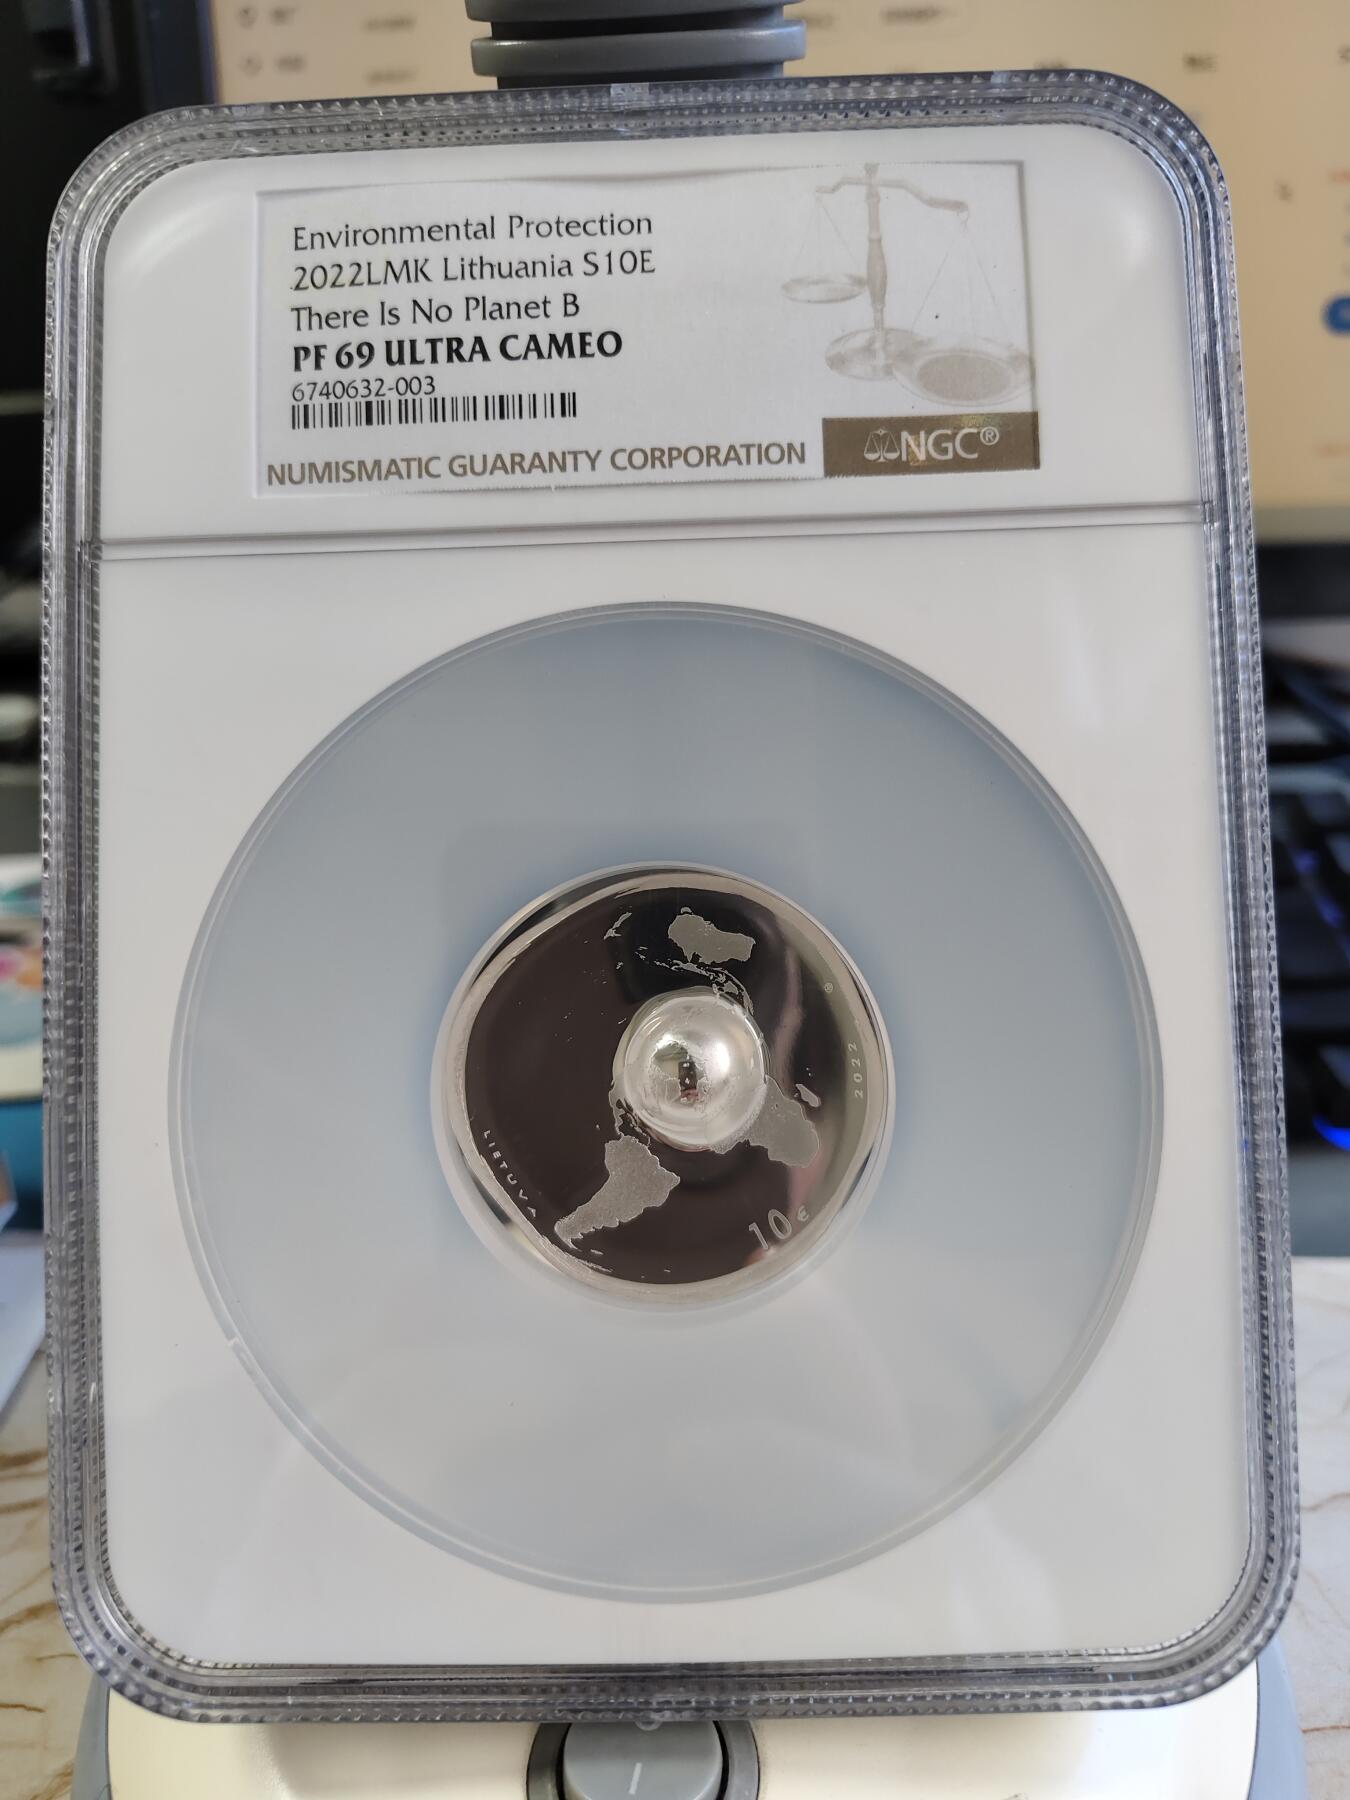 Environmental Protection
2022LMK Lithuania S10E
There Is No Planet B
PF 69 ULTRA CAMEO
6740632-003
NUMISMATIC GUARANTY CORPORATION
NGC®
®
2022
LIETUVA
10 €